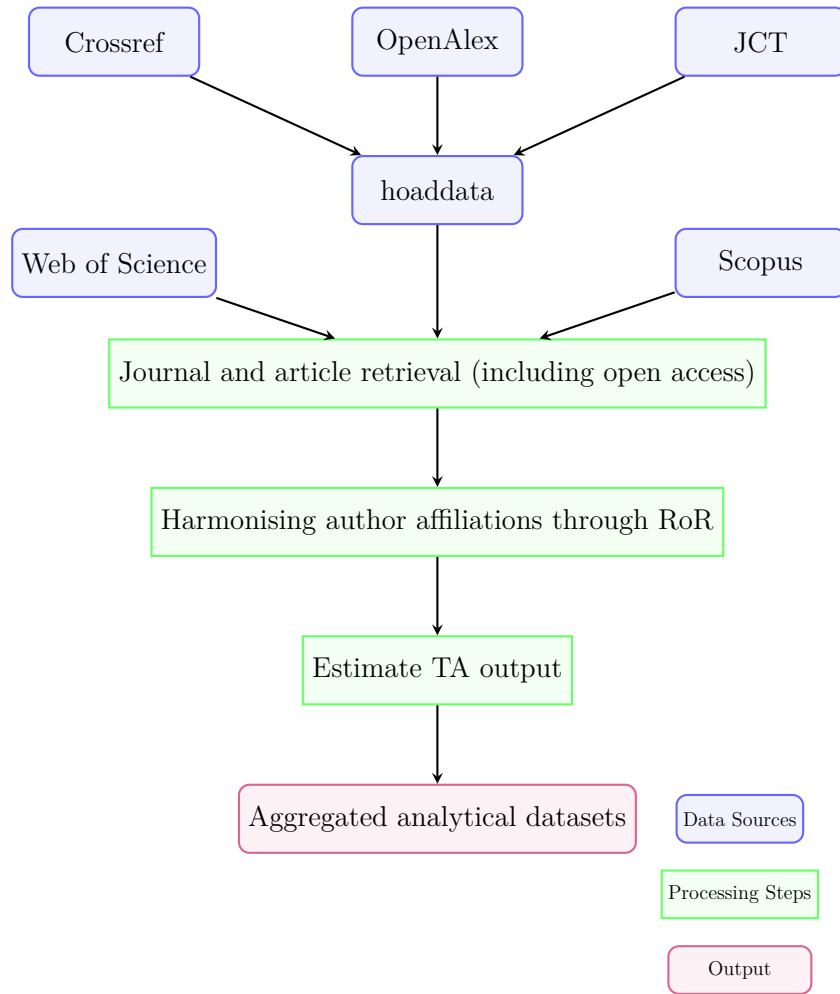 Crossref
OpenAlex
JCT
hoaddata
Web of Science
Scopus
Journal and article retrieval (including open access)
Harmonising author affiliations through RoR
Estimate TA output
Aggregated analytical datasets
Data Sources
Processing Steps
Output